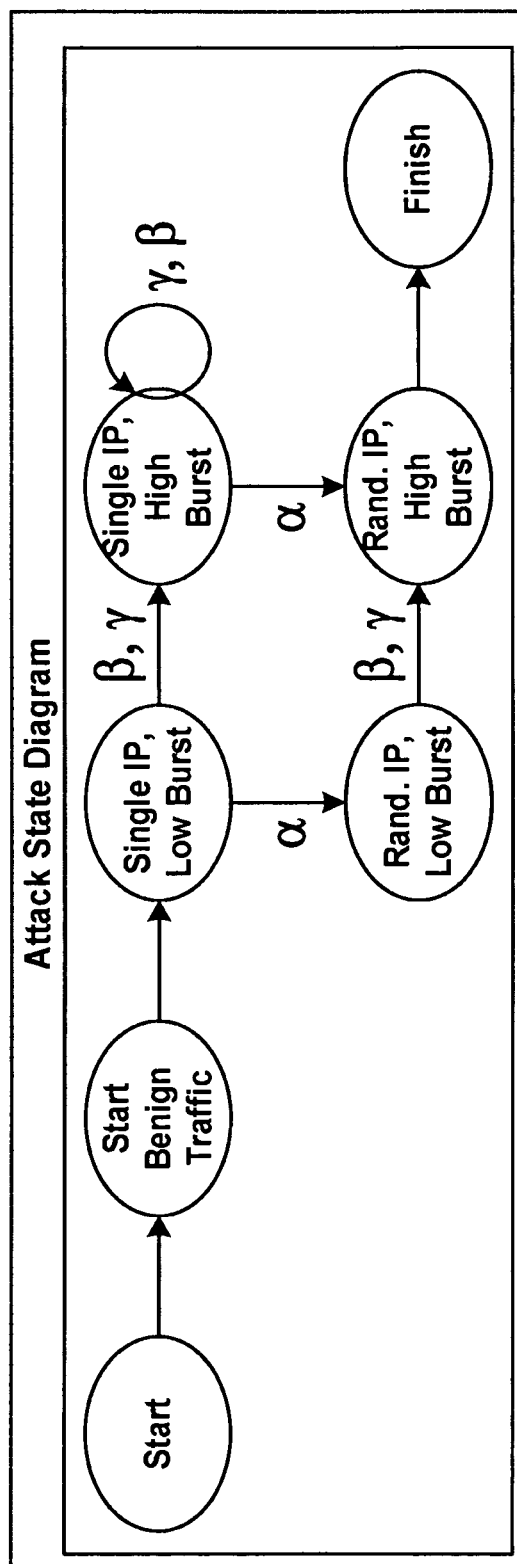 Attack State Diagram
Start
Start
Benign
Traffic
Single IP,
Low Burst
β, γ
Single IP,
High
Burst
γ, β
α
α
Rand. IP,
Low Burst
β, γ
Rand. IP,
High
Burst
Finish